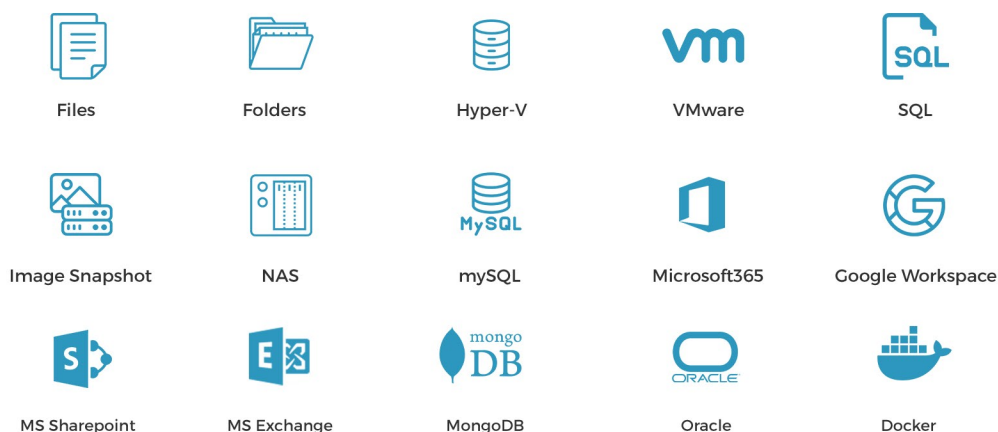 SQL
Files
Folders
Hyper-V
VMware
SQL
MySQL
Image Snapshot
NAS
mySQL
Microsoft365
Google Workspace
S
E
mongo
DB
ORACLE
MS Sharepoint
MS Exchange
MongoDB
Oracle
Docker